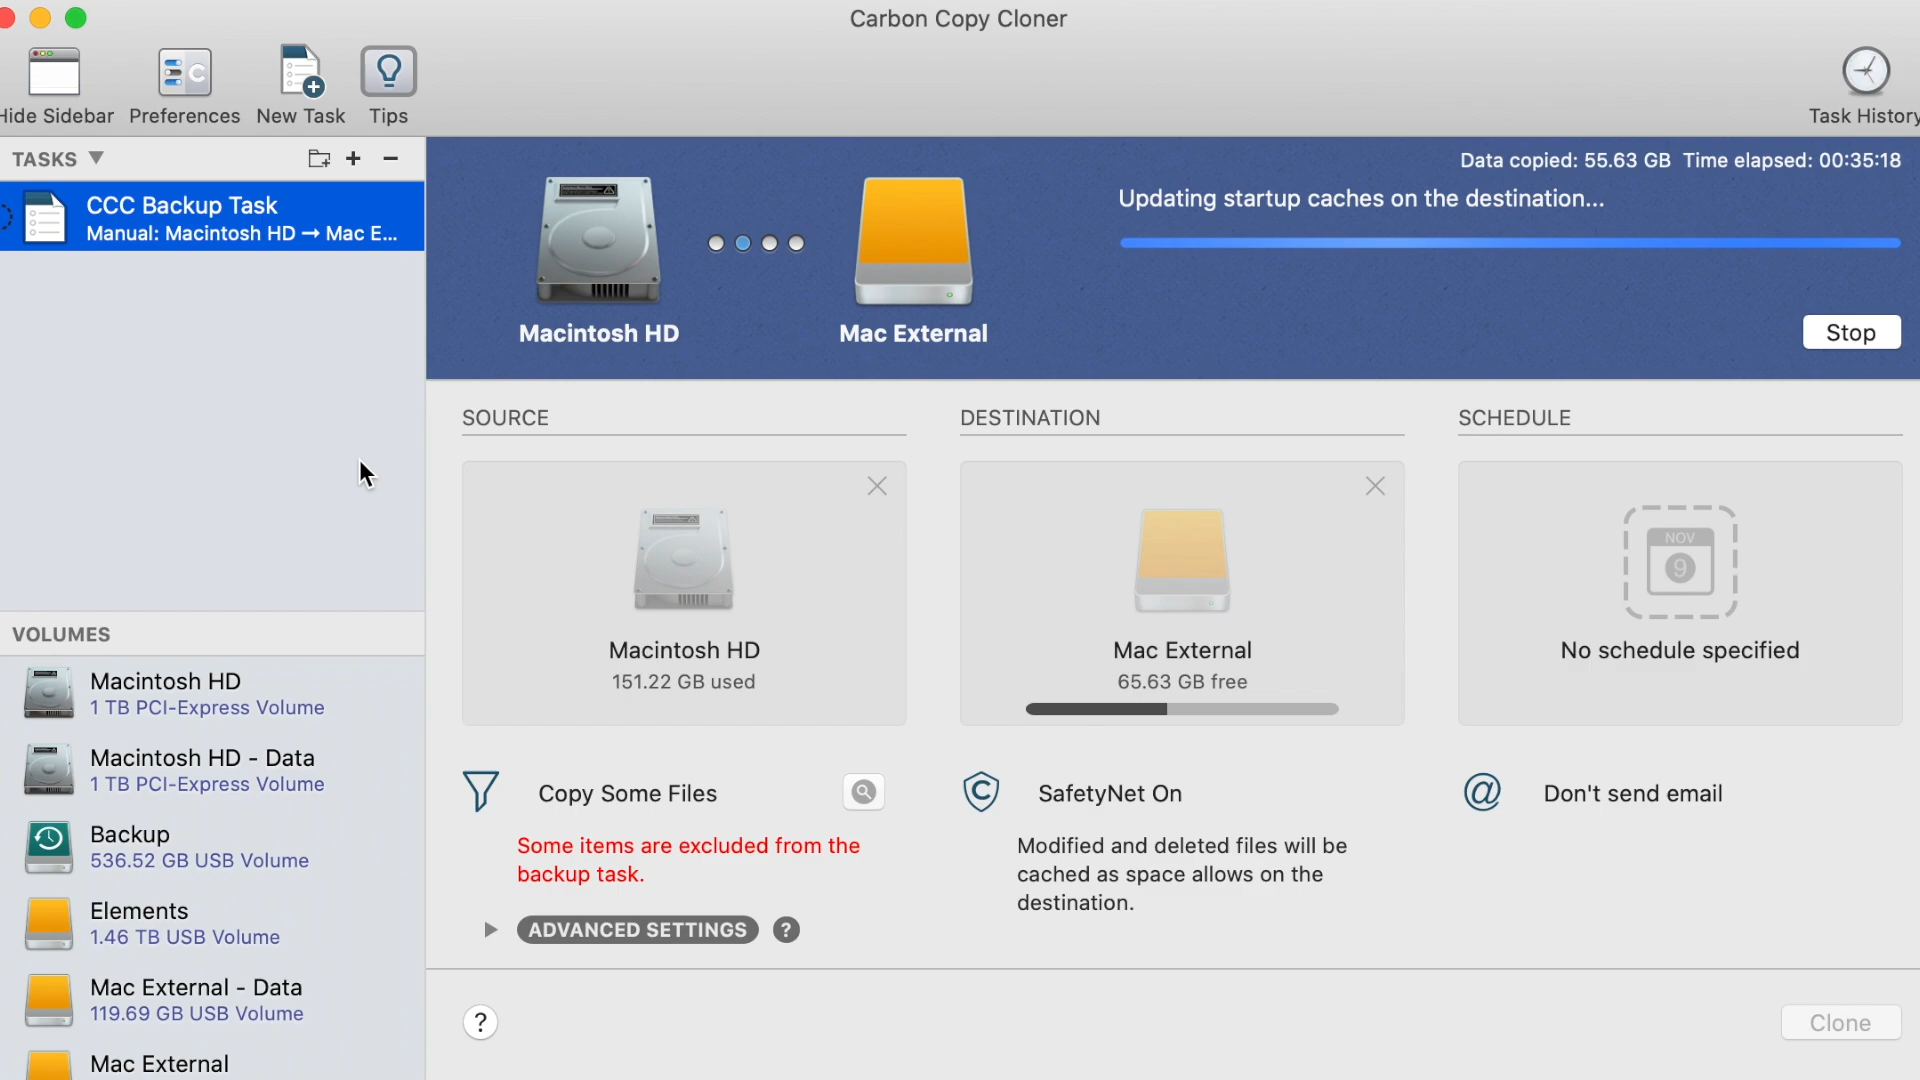 Carbon Copy Cloner
Hide Sidebar
Preferences
New Task
Tips
Task History
TASKS
CCC Backup Task
Manual: Macintosh HD → Mac E...
Data copied: 55.63 GB Time elapsed: 00:35:18
Updating startup caches on the destination...
Macintosh HD
Mac External
Stop
SOURCE
DESTINATION
SCHEDULE
NOV
9
Macintosh HD
151.22 GB used
Mac External
65.63 GB free
No schedule specified
VOLUMES
Macintosh HD
1 TB PCI-Express Volume
Macintosh HD - Data
1 TB PCI-Express Volume
Backup
536.52 GB USB Volume
Elements
1.46 TB USB Volume
Mac External - Data
119.69 GB USB Volume
Mac External
Copy Some Files
Some items are excluded from the
backup task.
ADVANCED SETTINGS ?
C
SafetyNet On
Modified and deleted files will be
cached as space allows on the
destination.
@
Don't send email
?
Clone